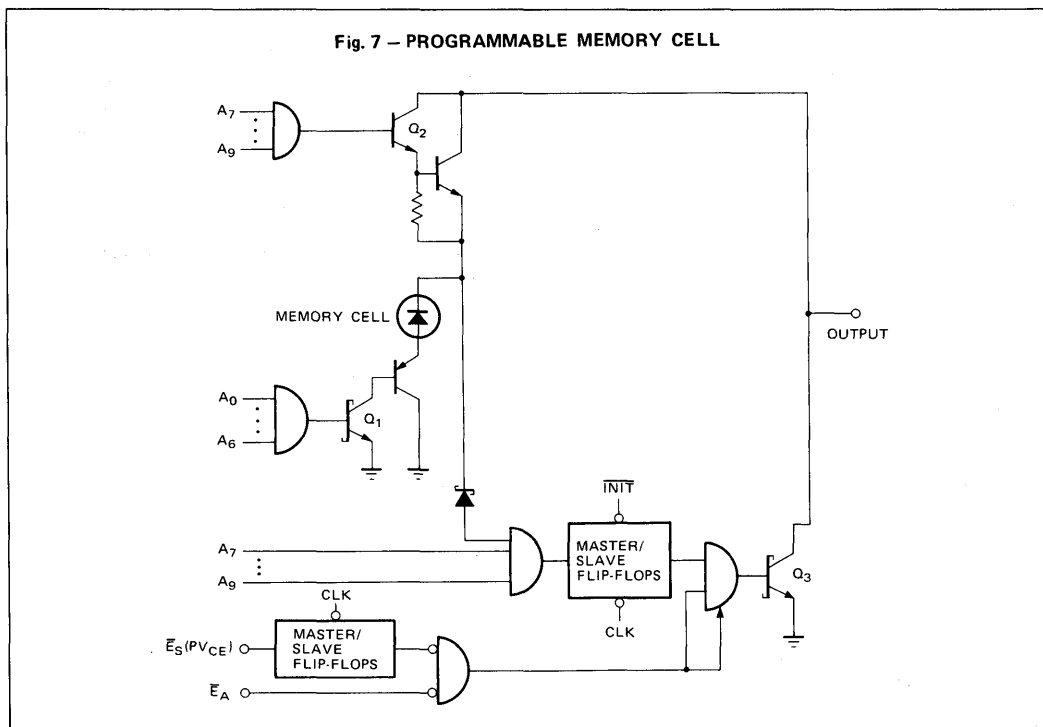 Fig. 7 – PROGRAMMABLE MEMORY CELL
A7
A9
Q2
MEMORY CELL
OUTPUT
A0
A6
Q1
INIT
A7
A9
MASTER/
SLAVE
FLIP-FLOPS
Q3
CLK
CLK
ES(PVCE)
MASTER/
SLAVE
FLIP-FLOPS
EA